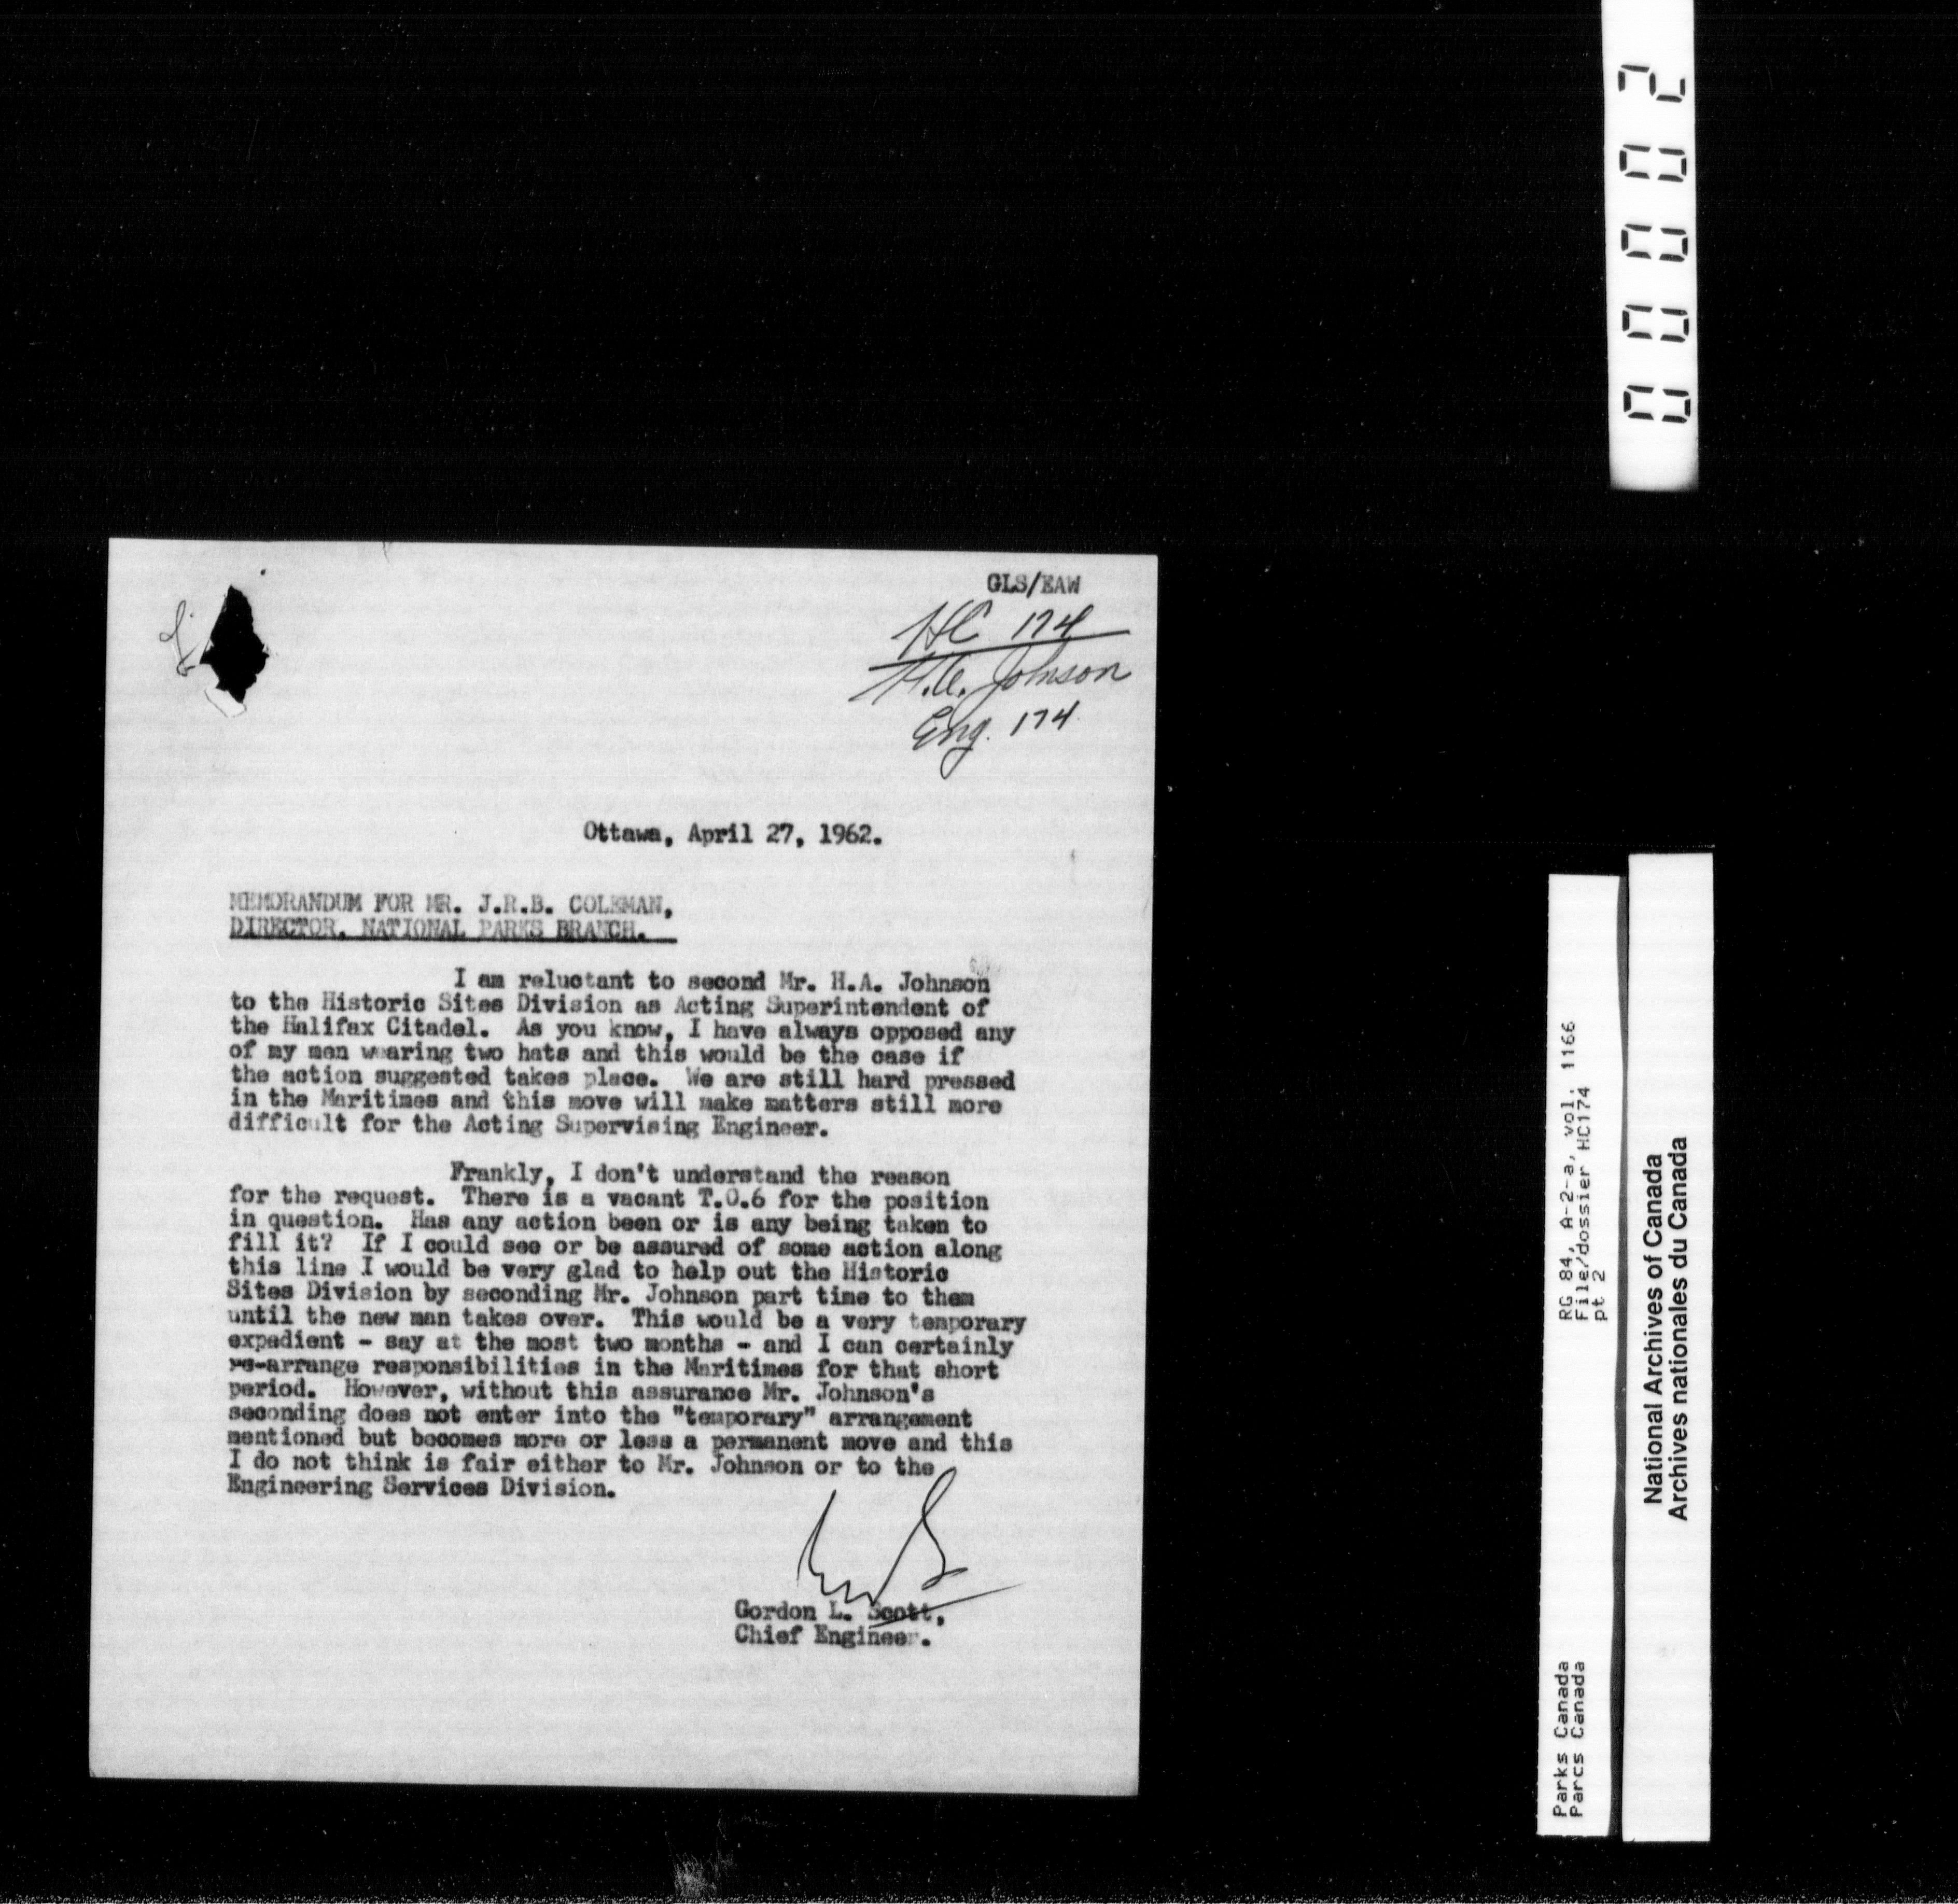 GLS/EAW
HC 174
H.A. Johnson
Eng. 174
Ottawa, April 27, 1962.
MEMORANDUM FOR MR. J.R.B. COLEMAN,
DIRECTOR, NATIONAL PARKS BRANCH.
I am reluctant to second Mr. H.A. Johnson
to the Historic Sites Division as Acting Superintendent of
the Halifax Citadel. As you know, I have always opposed any
of my men wearing two hats and this would be the case if
the action suggested takes place. We are still hard pressed
in the Maritimes and this move will make matters still more
difficult for the Acting Supervising Engineer.
Frankly, I don't understand the reason
for the request. There is a vacant T.O.6 for the position
in question. Has any action been or is any being taken to
fill it? If I could see or be assured of some action along
this line I would be very glad to help out the Historic
Sites Division by seconding Mr. Johnson part time to them
until the new man takes over. This would be a very temporary
expedient - say at the most two months - and I can certainly
re-arrange responsibilities in the Maritimes for that short
period. However, without this assurance Mr. Johnson's
seconding does not enter into the "temporary" arrangement
mentioned but becomes more or less a permanent move and this
I do not think is fair either to Mr. Johnson or to the
Engineering Services Division.
Gordon L. Scott,
Chief Engineer.
00002
RG 84, A-2-a, vol. 1166
File/dossier HC174
pt 2
Parks Canada
Parcs Canada
National Archives of Canada
Archives nationales du Canada